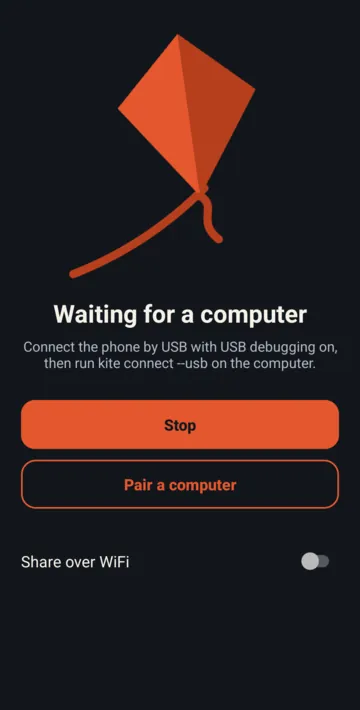 Waiting for a computer
Connect the phone by USB with USB debugging on,
then run kite connect --usb on the computer.
Stop
Pair a computer
Share over WiFi